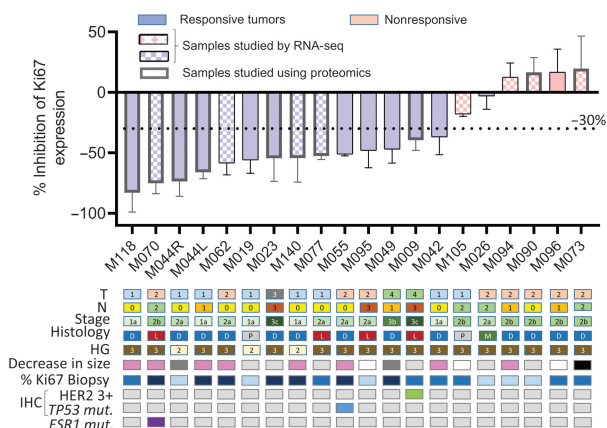 Responsive tumors
Nonresponsive
Samples studied by RNA-seq
Samples studied using proteomics
% Inhibition of Ki67 expression
50
0
−50
−100
−30%
M118 M070 M044R M044L M062 M019 M023 M140 M077 M055 M095 M049 M009 M042 M105 M026 M094 M090 M096 M073
T 1 2 1 1 1 1 3 1 1 2 2 4 4 1 1 2 2 2 2 2
N 0 2 0 1 0 0 3 0 0 0 3 1 3 0 0 0 1 0 1 2
Stage 1a 2b 2a 2a 1a 1a 3c 1a 2a 2a 3b 3c 1a 2b 2a 2b 2a 2b 2b
Histology D L D D D P D D L D L D L D P M D D D D
HG 3 3 2 3 3 2 3 2 3 3 3 3 3 3 3 3 3 3 3 3
Decrease in size
% Ki67 Biopsy
IHC
HER2 3+
TP53 mut.
ESR1 mut.